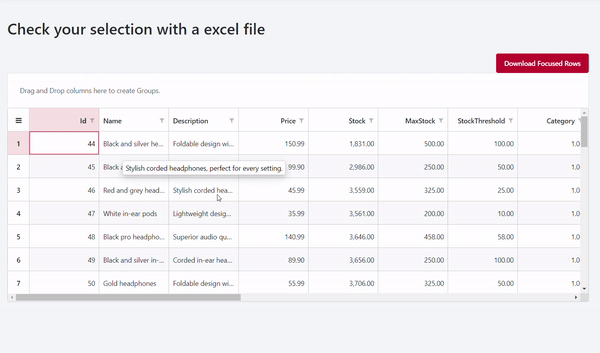 Check your selection with a excel file
Download Focused Rows
Drag and Drop columns here to create Groups.
Id Name Description Price Stock MaxStock StockThreshold Category
1 44 Black and silver he... Foldable design wi... 150.99 1,831.00 500.00 100.00 1.0
2 45 Black a 99.90 2,986.00 250.00 50.00 1.0
Stylish corded headphones, perfect for every setting.
3 46 Red and grey head... Stylish corded hea... 45.99 3,559.00 325.00 25.00 1.0
4 47 White in-ear pods Lightweight desig... 35.99 3,561.00 200.00 10.00 1.0
5 48 Black pro headpho... Superior audio qu... 140.99 3,646.00 458.00 58.00 1.0
6 49 Black and silver in-... Corded in-ear hea... 89.90 3,656.00 250.00 100.00 1.0
7 50 Gold headphones Foldable design wi... 55.99 3,706.00 325.00 50.00 1.0